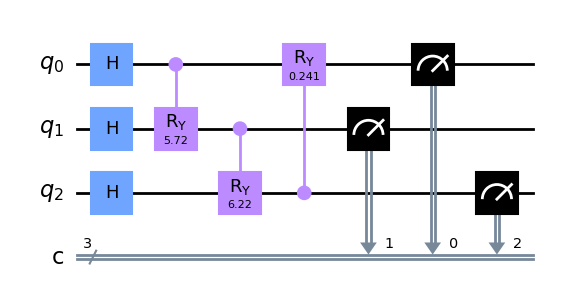 q0 H RY 0.241
q1 H RY 5.72
q2 H RY 6.22
c 3 1 0 2